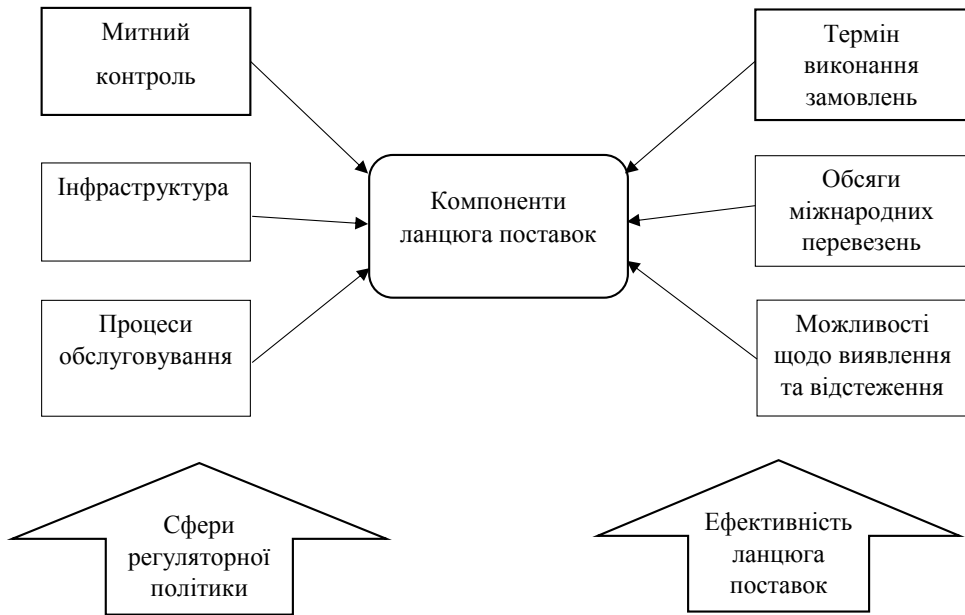 Митний
контроль
Інфраструктура
Процеси
обслуговування
Компоненти
ланцюга поставок
Термін
виконання
замовлень
Обсяги
міжнародних
перевезень
Можливості
щодо виявлення
та відстеження
Сфери
регуляторної
політики
Ефективність
ланцюга
поставок